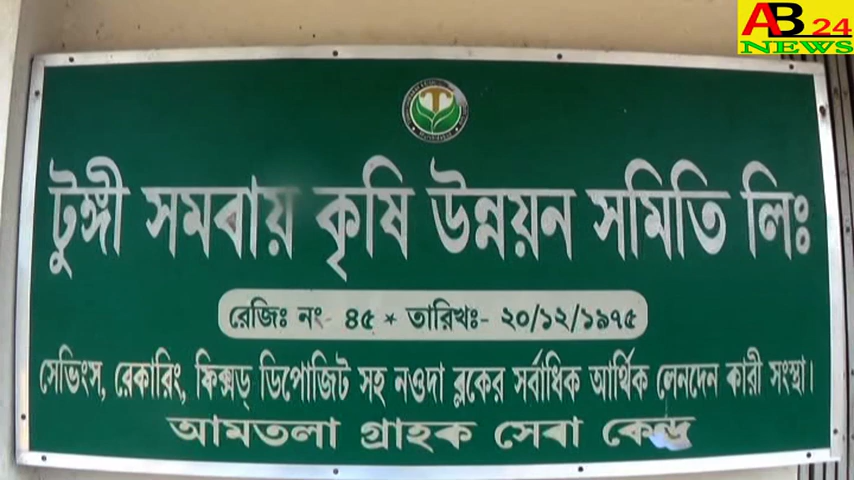 AB 24
NEWS
টুঙ্গী সমবায় কৃষি উন্নয়ন সমিতি লিঃ
রেজিঃ নং- ৪৫ * তারিখঃ- ২০/১২/১৯৭৫
সেভিংস, রেকারিং, ফিক্সড্ ডিপোজিট সহ নওদা ব্লকের সর্বাধিক আর্থিক লেনদেন কারী সংস্থা।
আমতলা গ্রাহক সেবা কেন্দ্র